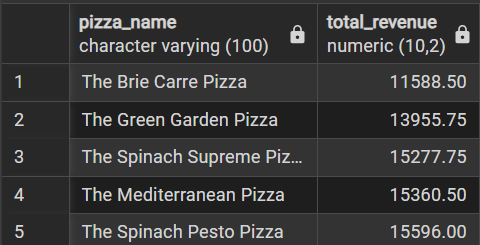 pizza_name total_revenue
character varying (100) numeric (10,2)
1 The Brie Carre Pizza 11588.50
2 The Green Garden Pizza 13955.75
3 The Spinach Supreme Piz... 15277.75
4 The Mediterranean Pizza 15360.50
5 The Spinach Pesto Pizza 15596.00